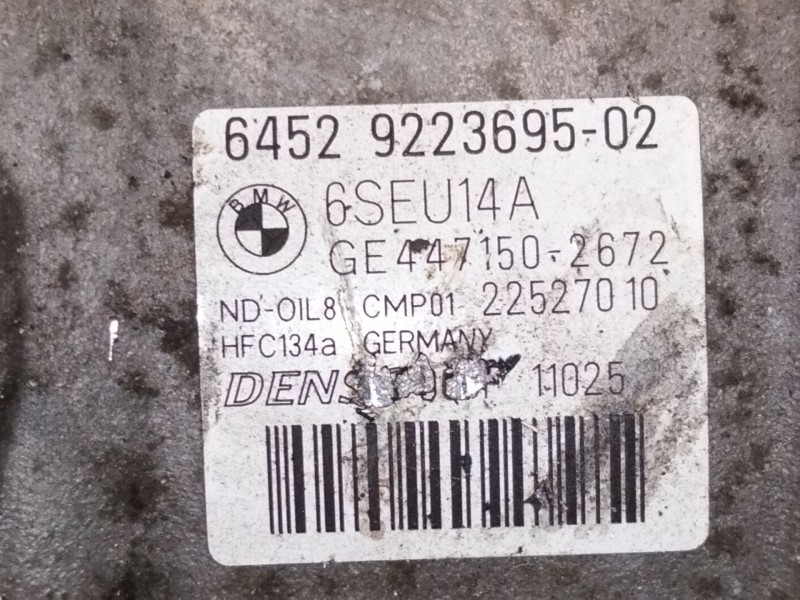 6452 9223695-02
BMW
6SEU14A
GE447150-2672
ND-OIL8 CMP01 22527010
HFC134a GERMANY
11025